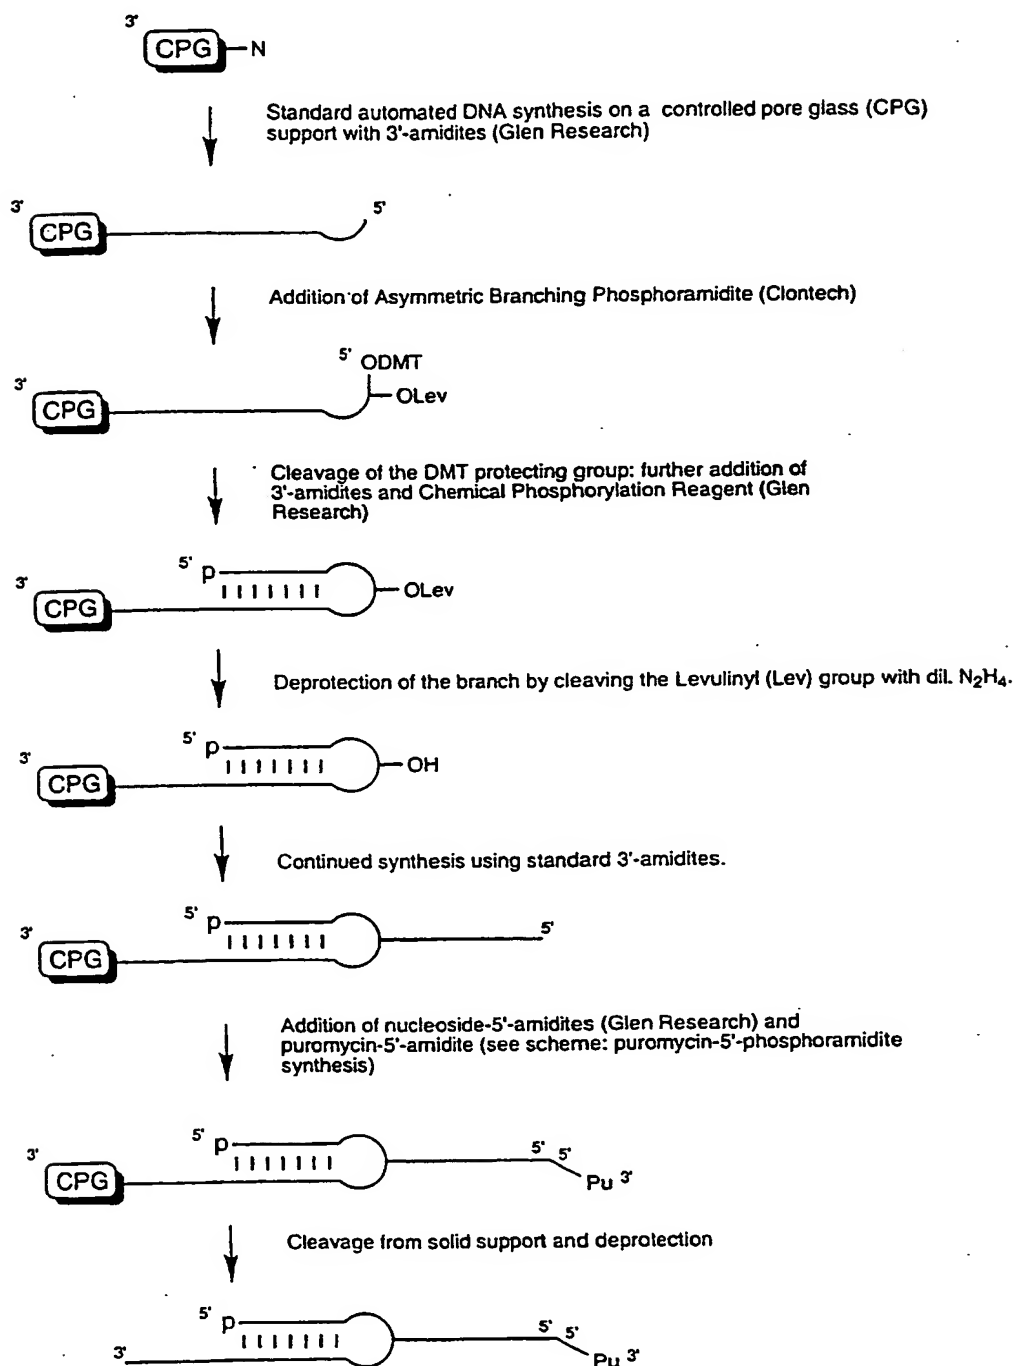 3'
CPG N
Standard automated DNA synthesis on a controlled pore glass (CPG)
support with 3'-amidites (Glen Research)
3' 5'
CPG
Addition of Asymmetric Branching Phosphoramidite (Clontech)
5' ODMT
3' OLev
CPG
Cleavage of the DMT protecting group: further addition of
3'-amidites and Chemical Phosphorylation Reagent (Glen
Research)
5' p
3' OLev
CPG
Deprotection of the branch by cleaving the Levulinyl (Lev) group with dil. N₂H₄.
5' p
3' OH
CPG
Continued synthesis using standard 3'-amidites.
5' p 5'
3'
CPG
Addition of nucleoside-5'-amidites (Glen Research) and
puromycin-5'-amidite (see scheme: puromycin-5'-phosphoramidite
synthesis)
5' p 5' 5'
3' Pu 3'
CPG
Cleavage from solid support and deprotection
5' p 5' 5'
3' Pu 3'